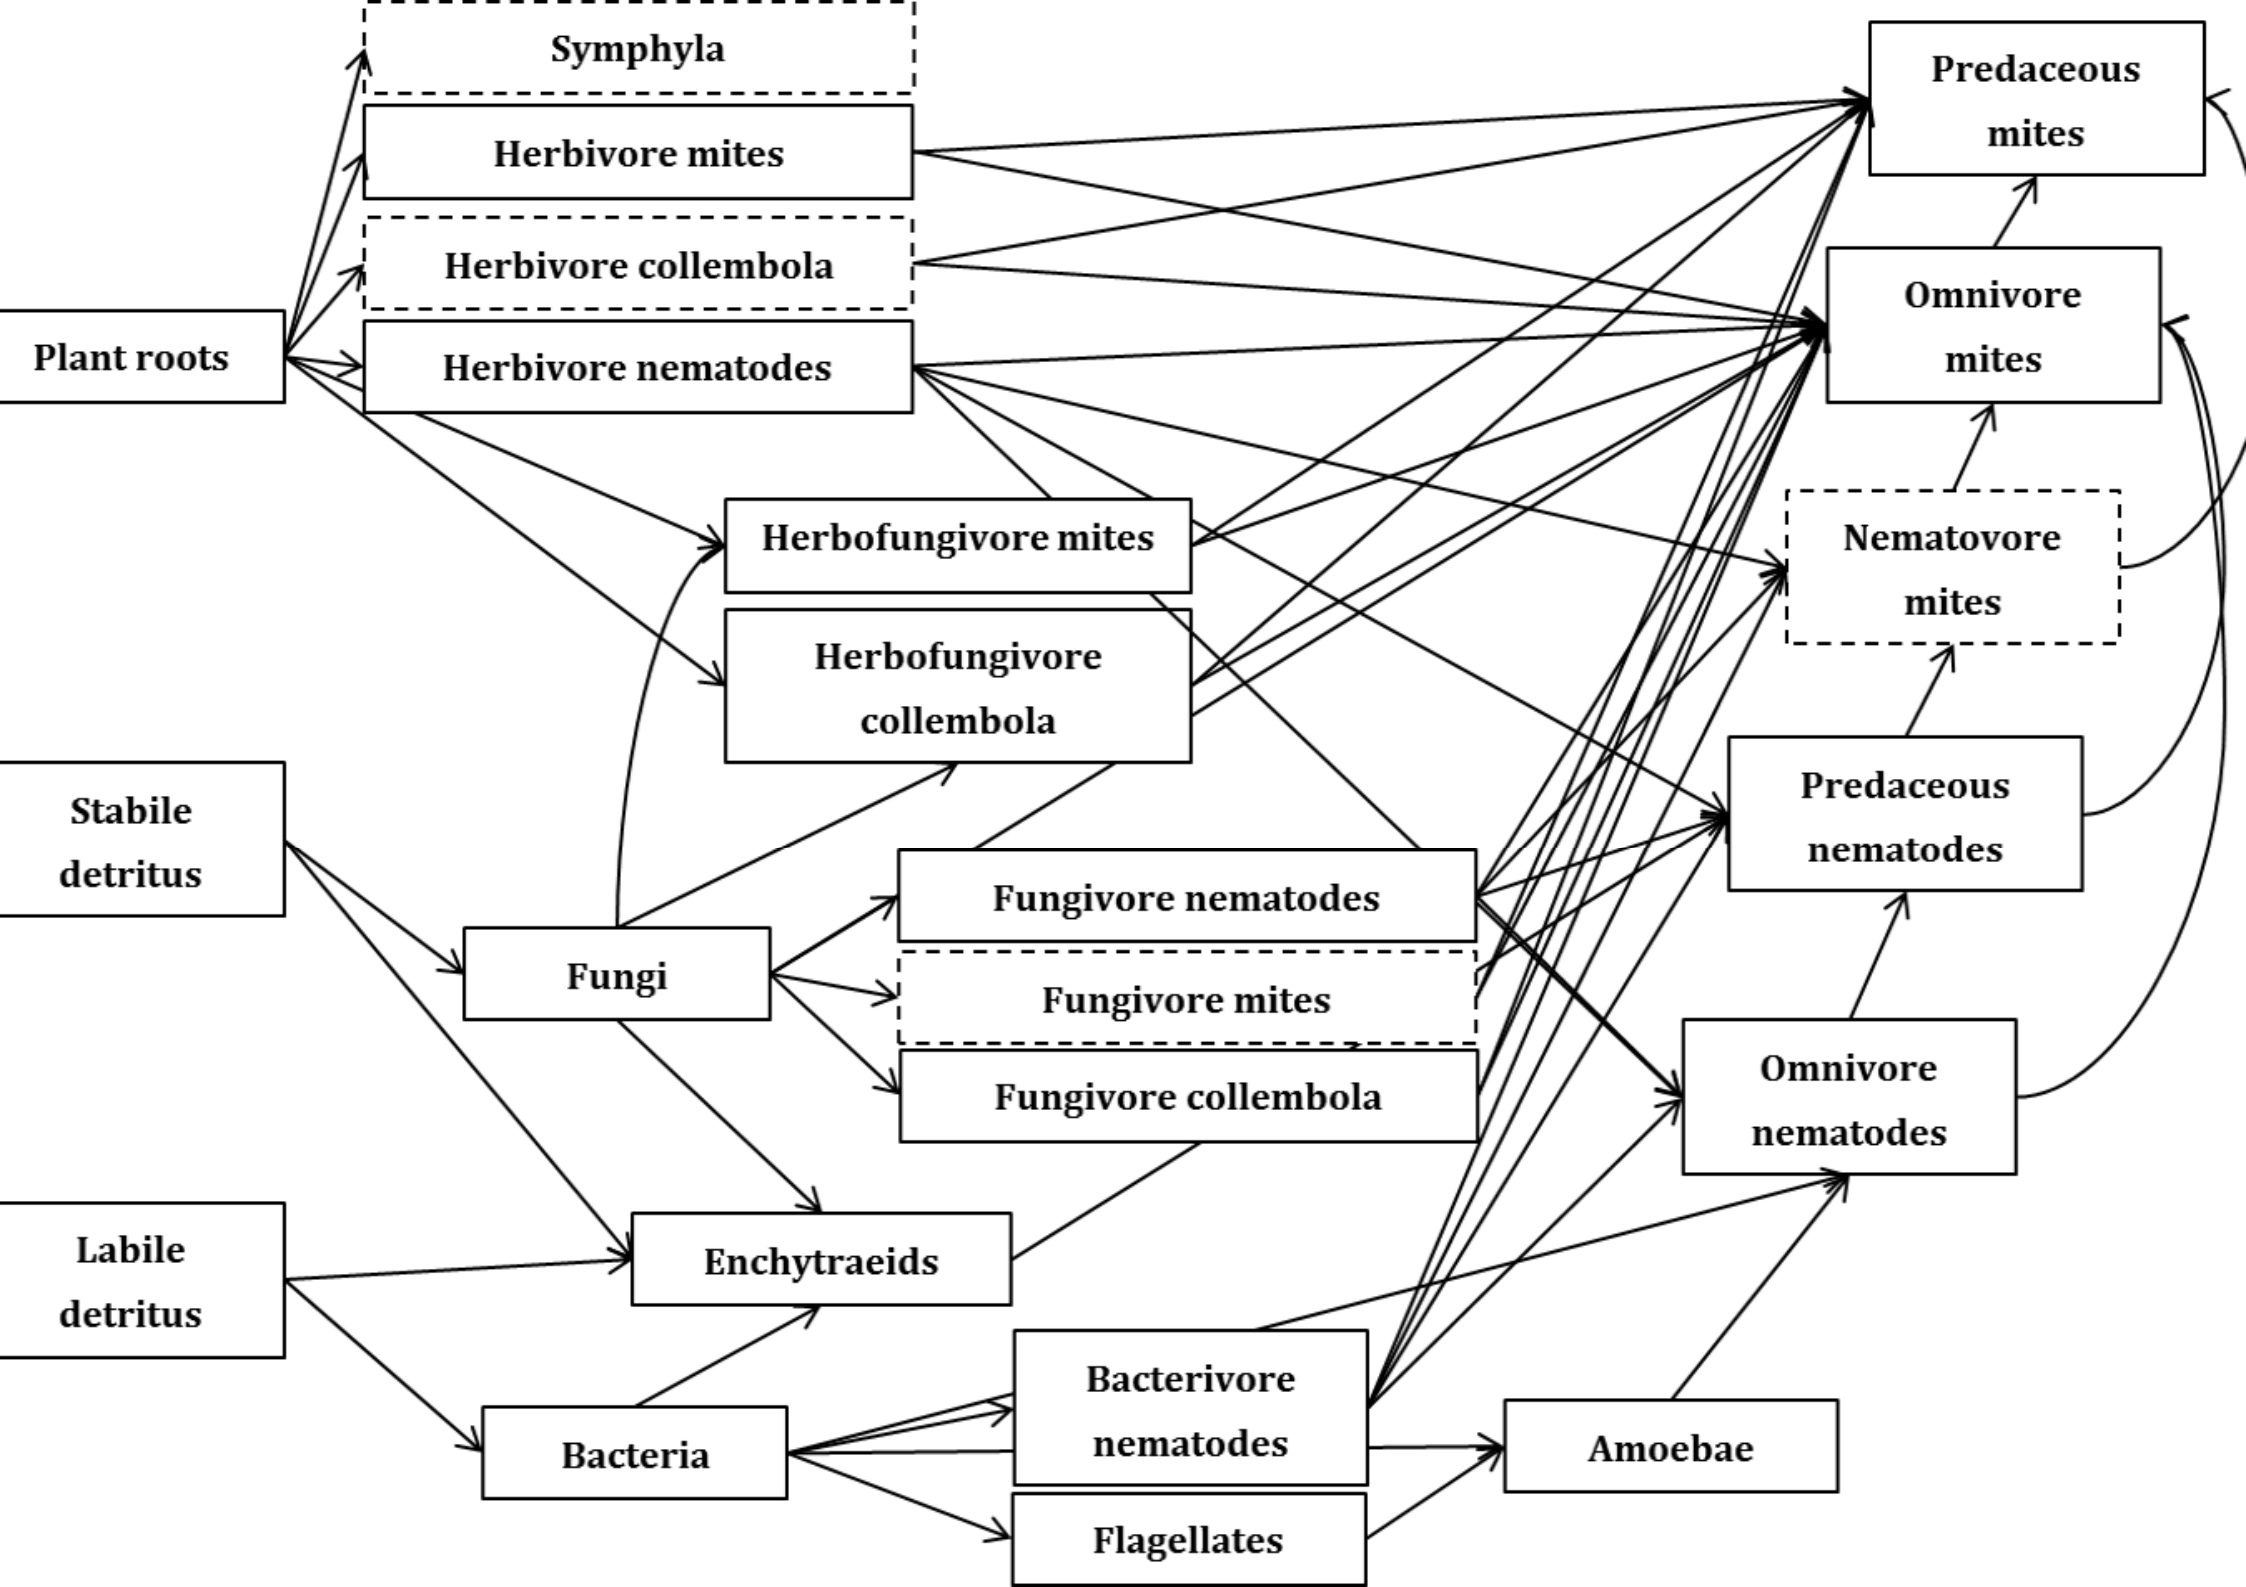 Symphyla
Herbivore mites
Herbivore collembola
Herbivore nematodes
Plant roots
Herbofungivore mites
Herbofungivore
collembola
Stabile
detritus
Fungi
Fungivore nematodes
Fungivore mites
Fungivore collembola
Labile
detritus
Enchytraeids
Bacteria
Bacterivore
nematodes
Flagellates
Amoebae
Predaceous
mites
Omnivore
mites
Nematovore
mites
Predaceous
nematodes
Omnivore
nematodes